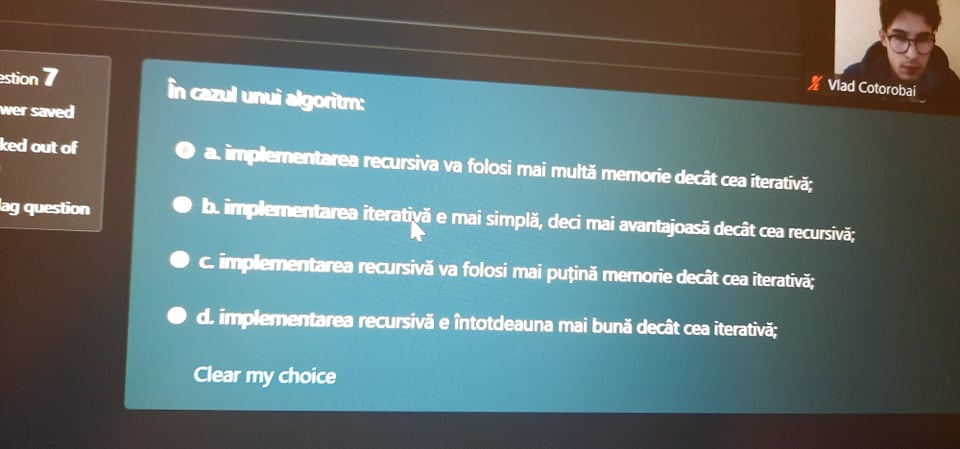 estion 7
wer saved
ked out of
lag question
În cazul unui algoritm:
a. implementarea recursiva va folosi mai multă memorie decât cea iterativă;
b. implementarea iterativă e mai simplă, deci mai avantajoasă decât cea recursivă;
c. implementarea recursivă va folosi mai puțină memorie decât cea iterativă;
d. implementarea recursivă e întotdeauna mai bună decât cea iterativă;
Clear my choice
Vlad Cotorobai